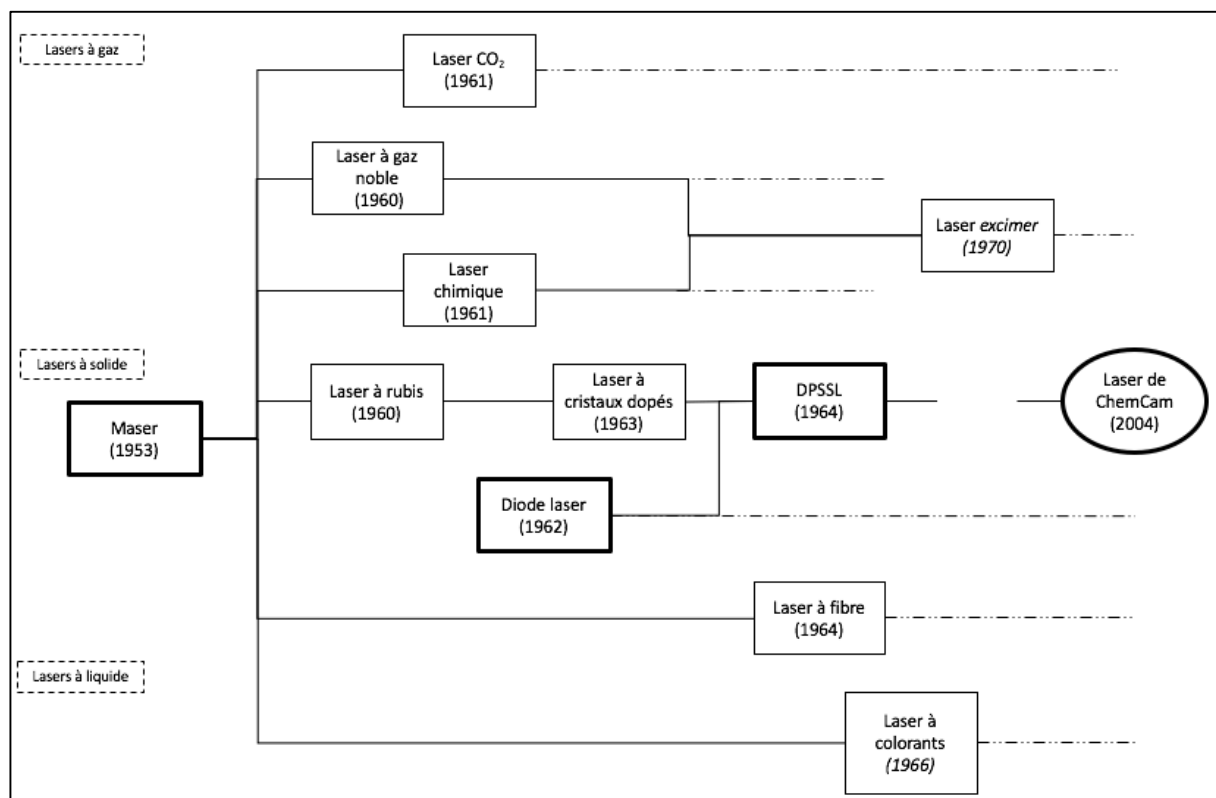 Lasers à gaz
Laser CO₂
(1961)
Laser à gaz
noble
(1960)
Laser excimer
(1970)
Laser
chimique
(1961)
Lasers à solide
Laser à rubis
(1960)
Laser à
cristaux dopés
(1963)
DPSSL
(1964)
Laser de
ChemCam
(2004)
Maser
(1953)
Diode laser
(1962)
Laser à fibre
(1964)
Lasers à liquide
Laser à
colorants
(1966)